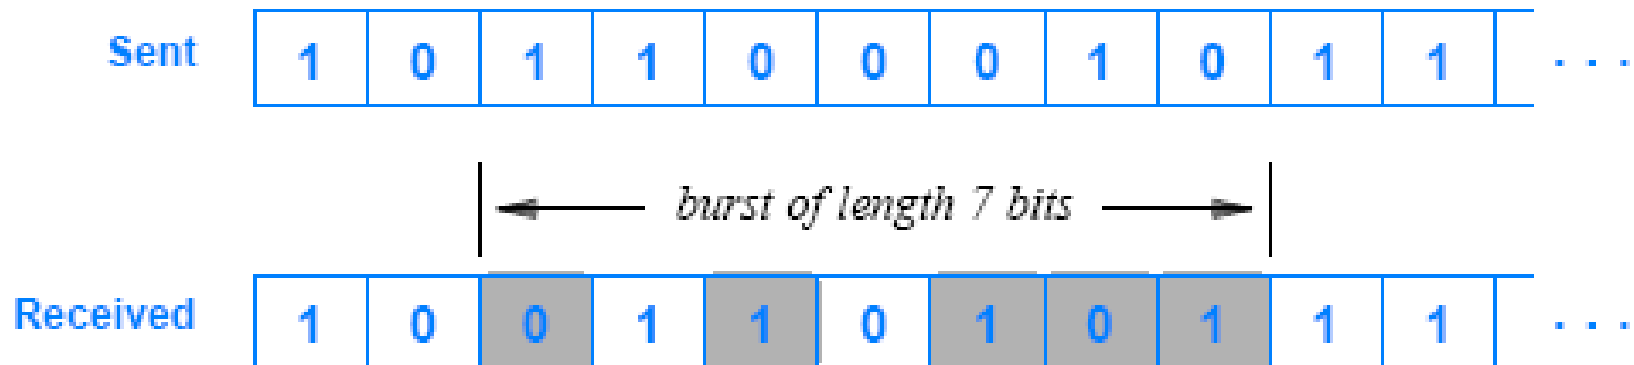 Sent 1 0 1 1 0 0 0 1 0 1 1 . . .
burst of length 7 bits
Received 1 0 0 1 1 0 1 0 1 1 1 . . .